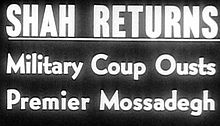 SHAH RETURNS
Military Coup Ousts
Premier Mossadegh